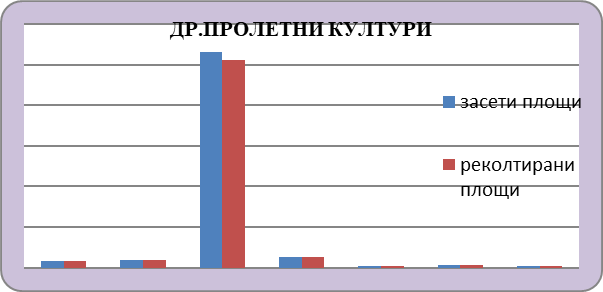 ДР.ПРОЛЕТНИ КУЛТУРИ
засети площи
реколтирани
площи